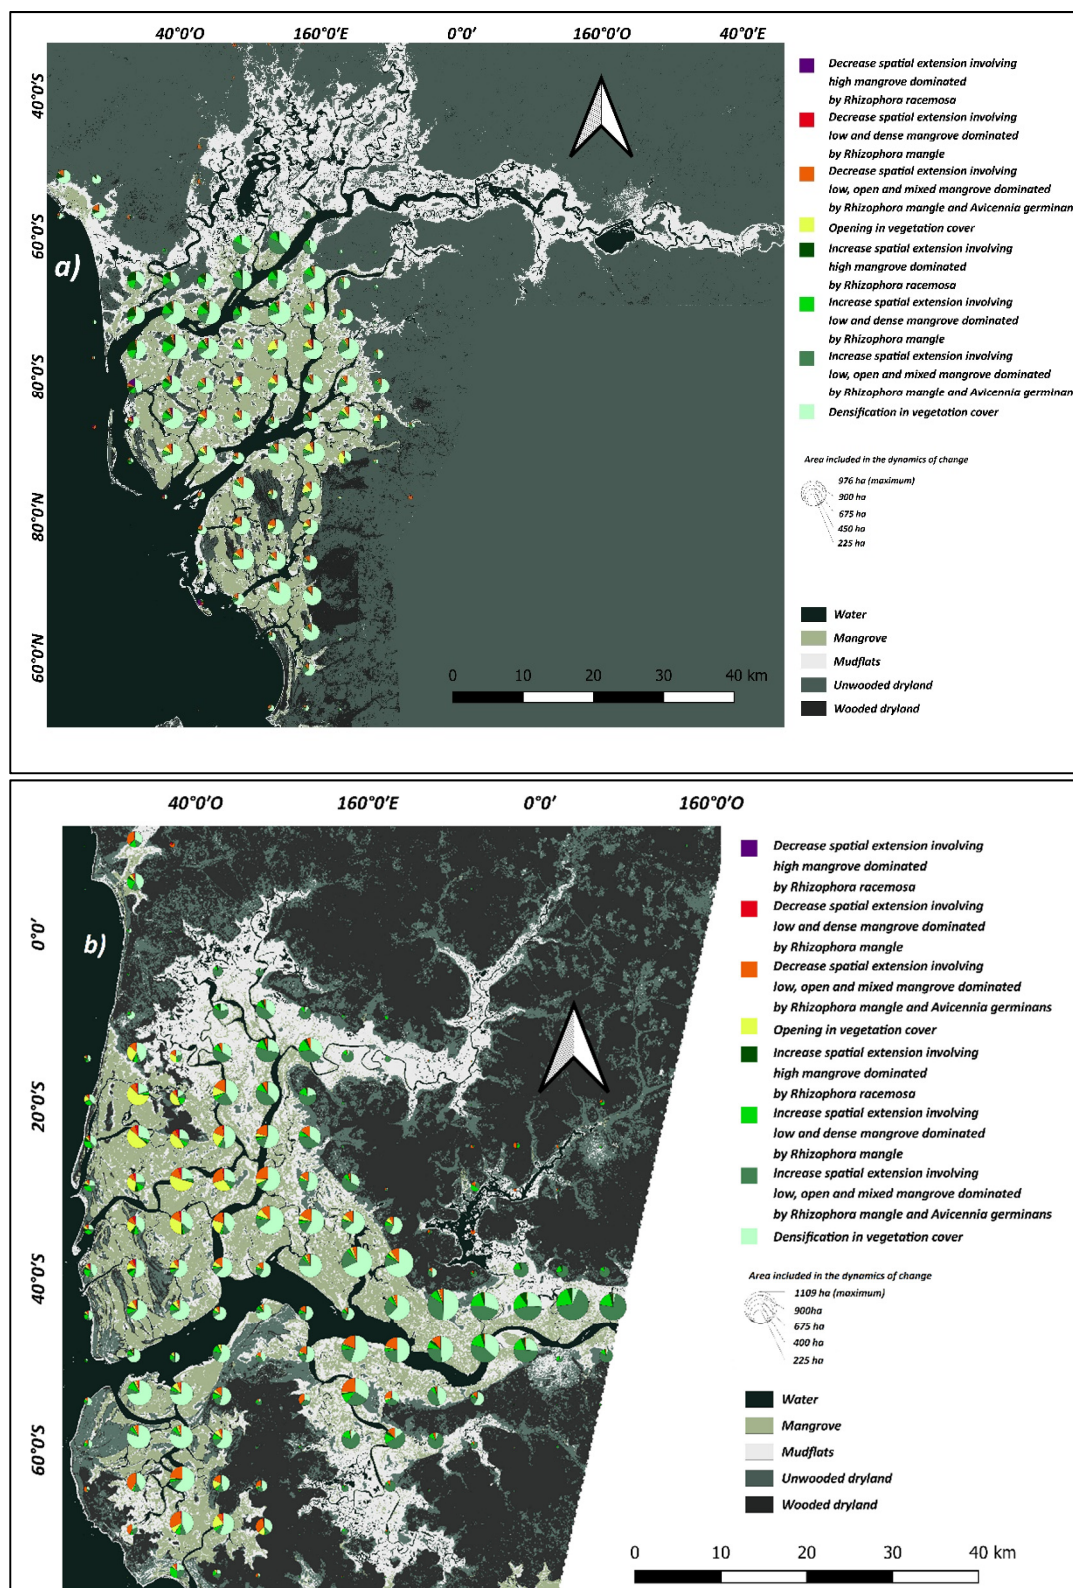 40°0'O 160°0'E 0°0' 160°0'O 40°0'E
40°0'S
60°0'S
80°0'S
80°0'N
60°0'N
a)
Decrease spatial extension involving
high mangrove dominated
by Rhizophora racemosa
Decrease spatial extension involving
low and dense mangrove dominated
by Rhizophora mangle
Decrease spatial extension involving
low, open and mixed mangrove dominated
by Rhizophora mangle and Avicennia germinans
Opening in vegetation cover
Increase spatial extension involving
high mangrove dominated
by Rhizophora racemosa
Increase spatial extension involving
low and dense mangrove dominated
by Rhizophora mangle
Increase spatial extension involving
low, open and mixed mangrove dominated
by Rhizophora mangle and Avicennia germinans
Densification in vegetation cover
Area included in the dynamics of change
976 ha (maximum)
900 ha
675 ha
450 ha
225 ha
Water
Mangrove
Mudflats
Unwooded dryland
Wooded dryland
0 10 20 30 40 km
40°0'O 160°0'E 0°0' 160°0'O
0°0'
20°0'S
40°0'S
60°0'S
b)
Decrease spatial extension involving
high mangrove dominated
by Rhizophora racemosa
Decrease spatial extension involving
low and dense mangrove dominated
by Rhizophora mangle
Decrease spatial extension involving
low, open and mixed mangrove dominated
by Rhizophora mangle and Avicennia germinans
Opening in vegetation cover
Increase spatial extension involving
high mangrove dominated
by Rhizophora racemosa
Increase spatial extension involving
low and dense mangrove dominated
by Rhizophora mangle
Increase spatial extension involving
low, open and mixed mangrove dominated
by Rhizophora mangle and Avicennia germinans
Densification in vegetation cover
Area included in the dynamics of change
1109 ha (maximum)
900ha
675 ha
400 ha
225 ha
Water
Mangrove
Mudflats
Unwooded dryland
Wooded dryland
0 10 20 30 40 km